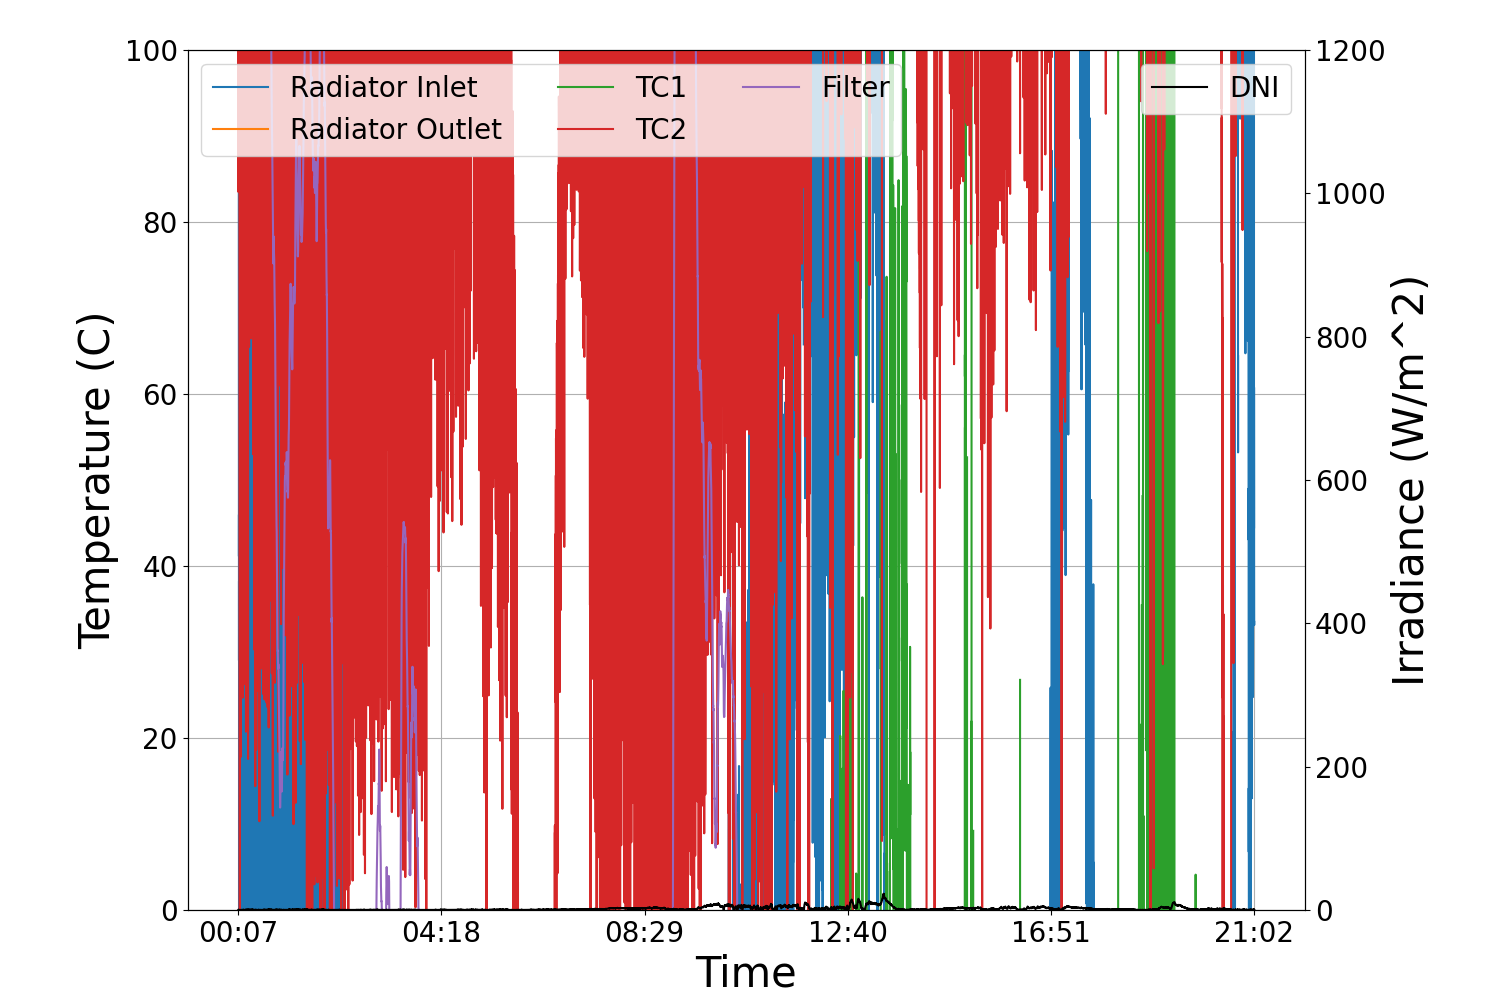 100
80
60
40
20
0
Temperature (C)
Radiator Inlet
Radiator Outlet
TC1
TC2
Filter
DNI
1200
1000
800
600
400
200
0
Irradiance (W/m^2)
00:07
04:18
08:29
12:40
16:51
21:02
Time